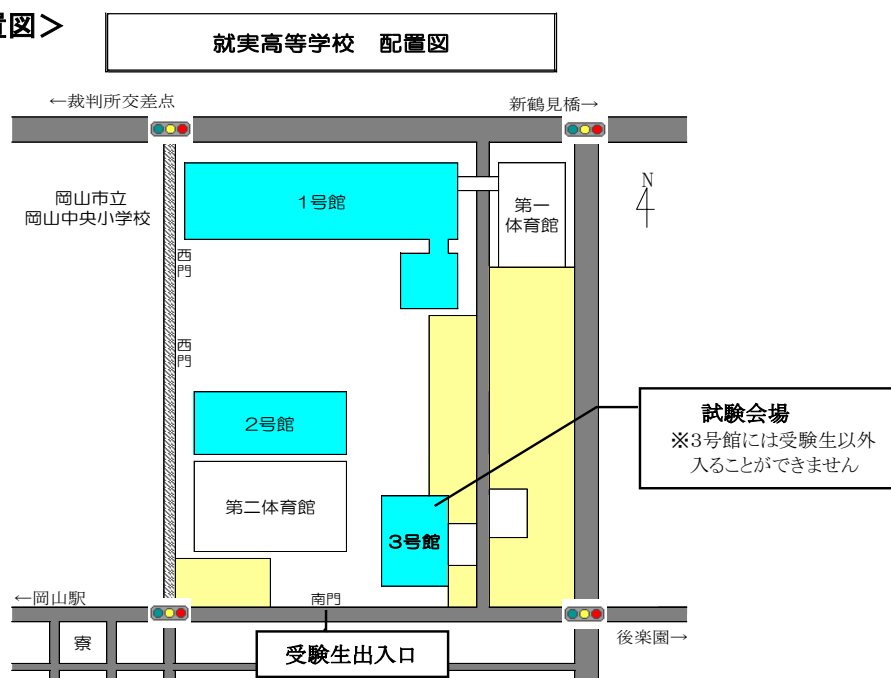 置図＞
就実高等学校　配置図
←裁判所交差点
新鶴見橋→
岡山市立
岡山中央小学校
1号館
第一
体育館
N
西門
西門
2号館
試験会場
※3号館には受験生以外
入ることができません
第二体育館
3号館
←岡山駅
南門
後楽園→
寮
受験生出入口